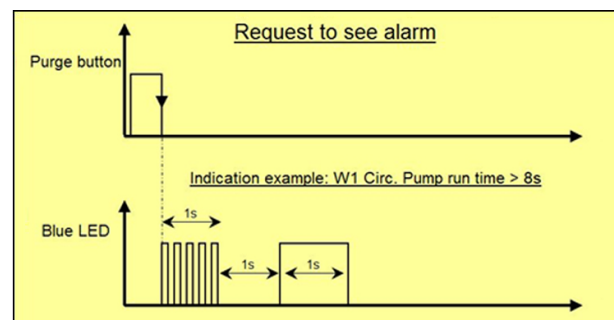 Request to see alarm
Purge button
Indication example: W1 Circ. Pump run time > 8s
1s
Blue LED
1s
1s